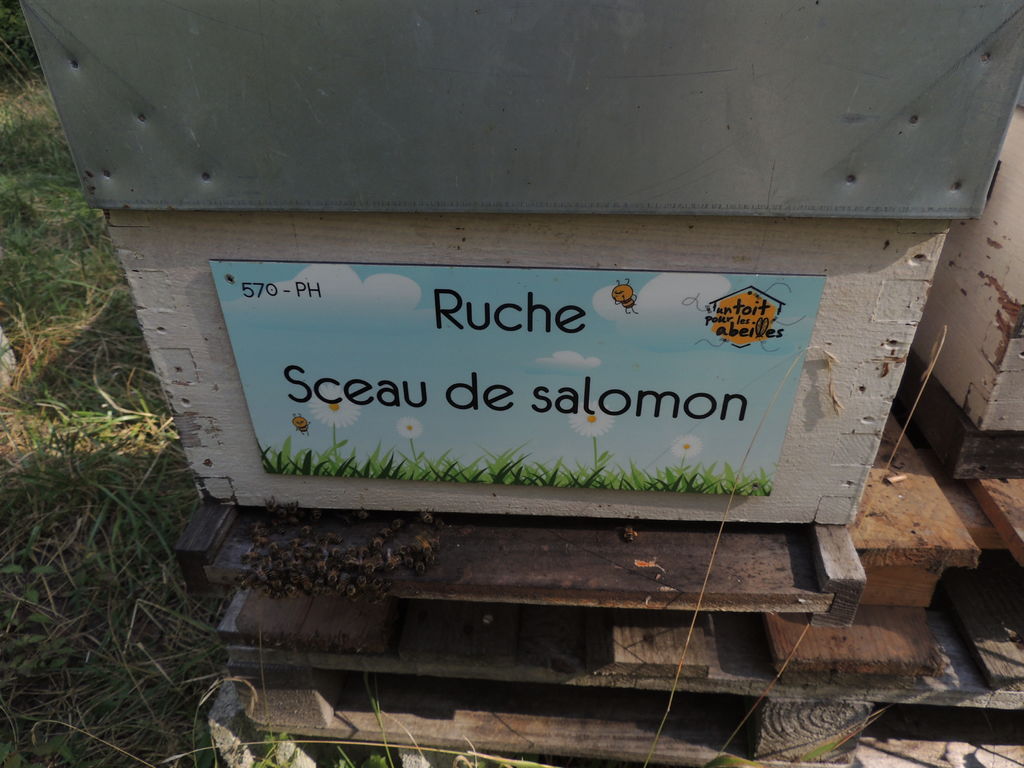 570 - PH
Ruche
un toit
pour les
abeilles
Sceau de salomon